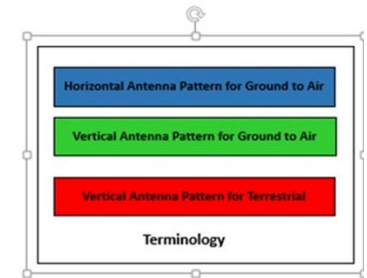 Horizontal Antenna Pattern for Ground to Air
Vertical Antenna Pattern for Ground to Air
Vertical Antenna Pattern for Terrestrial
Terminology